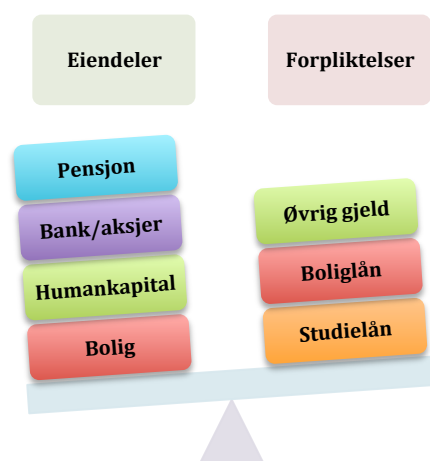 Eiendeler
Forpliktelser
Pensjon
Bank/aksjer
Humankapital
Bolig
Øvrig gjeld
Boliglån
Studielån